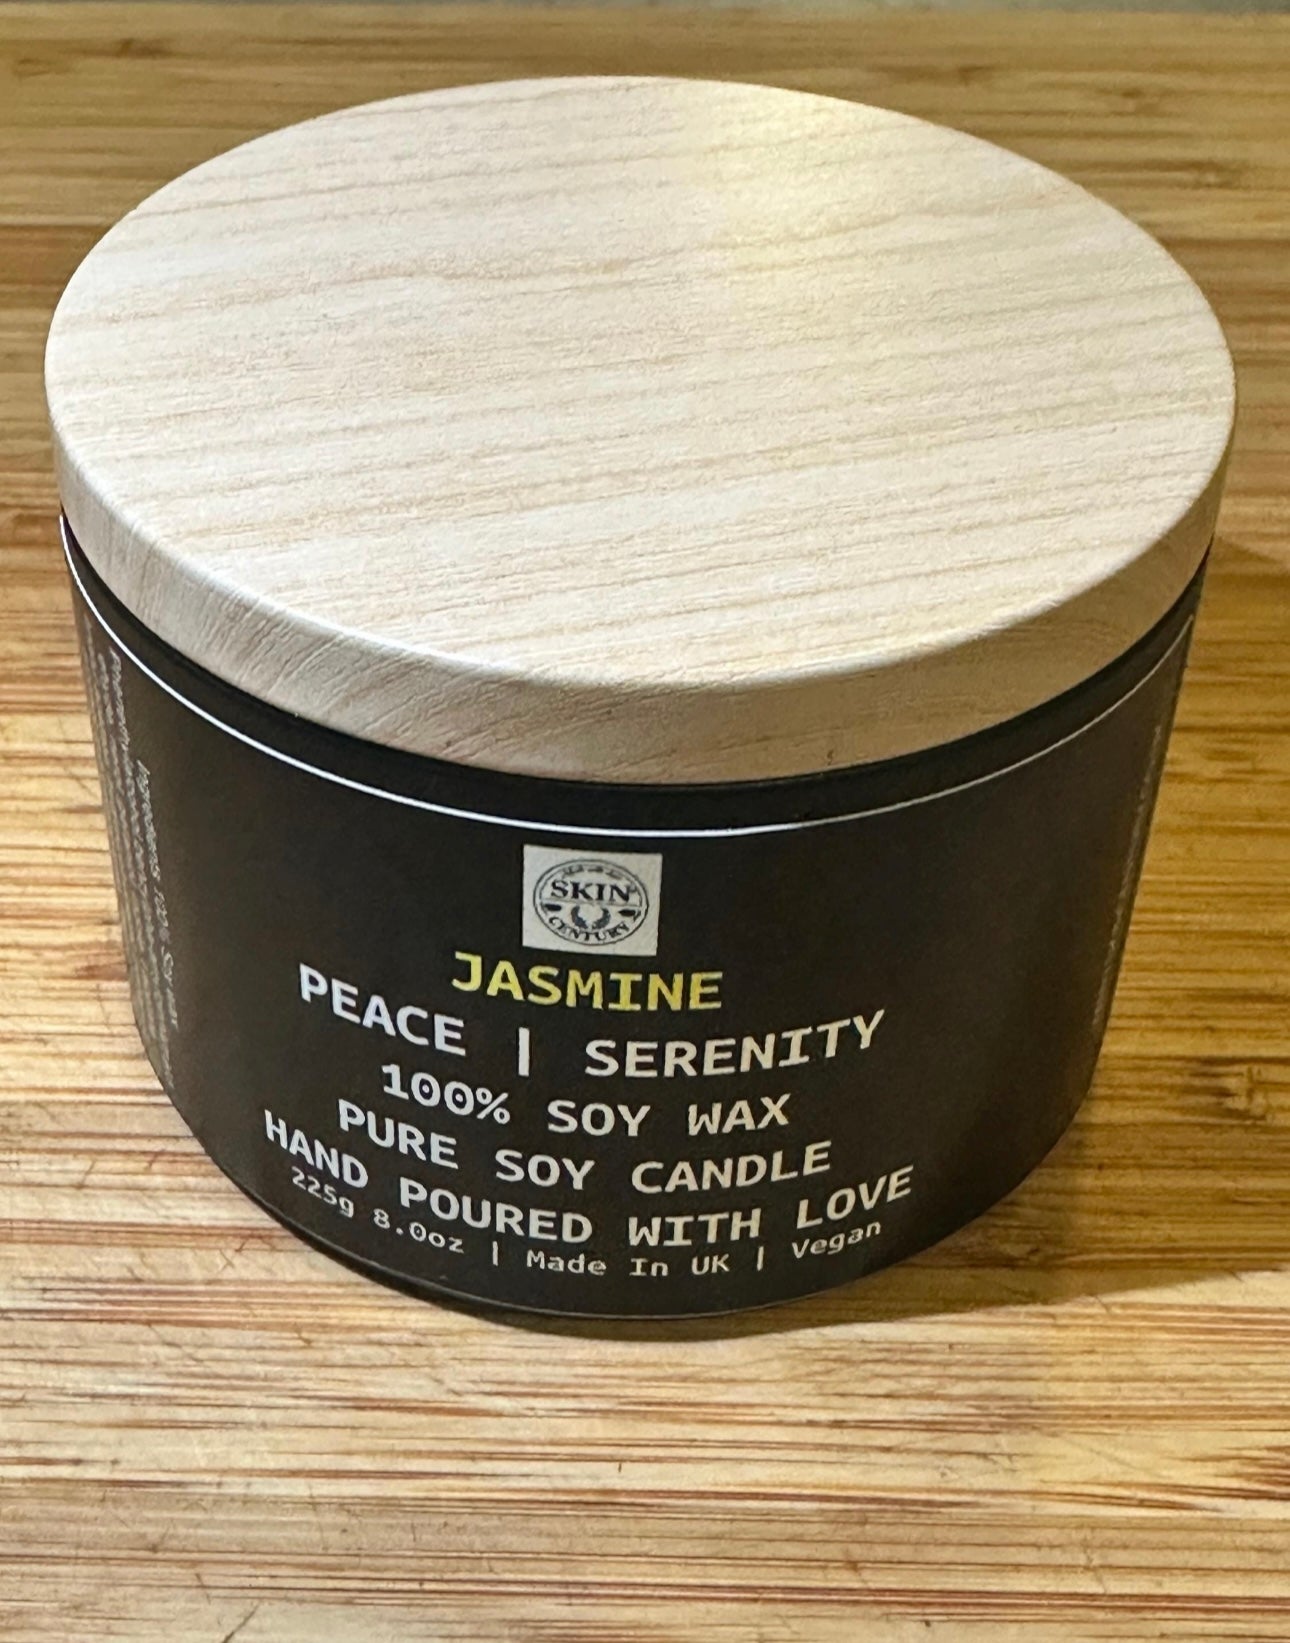 SKIN
CENTURY
JASMINE
PEACE | SERENITY
100% SOY WAX
PURE SOY CANDLE
HAND POURED WITH LOVE
225g 8.0oz | Made In UK | Vegan